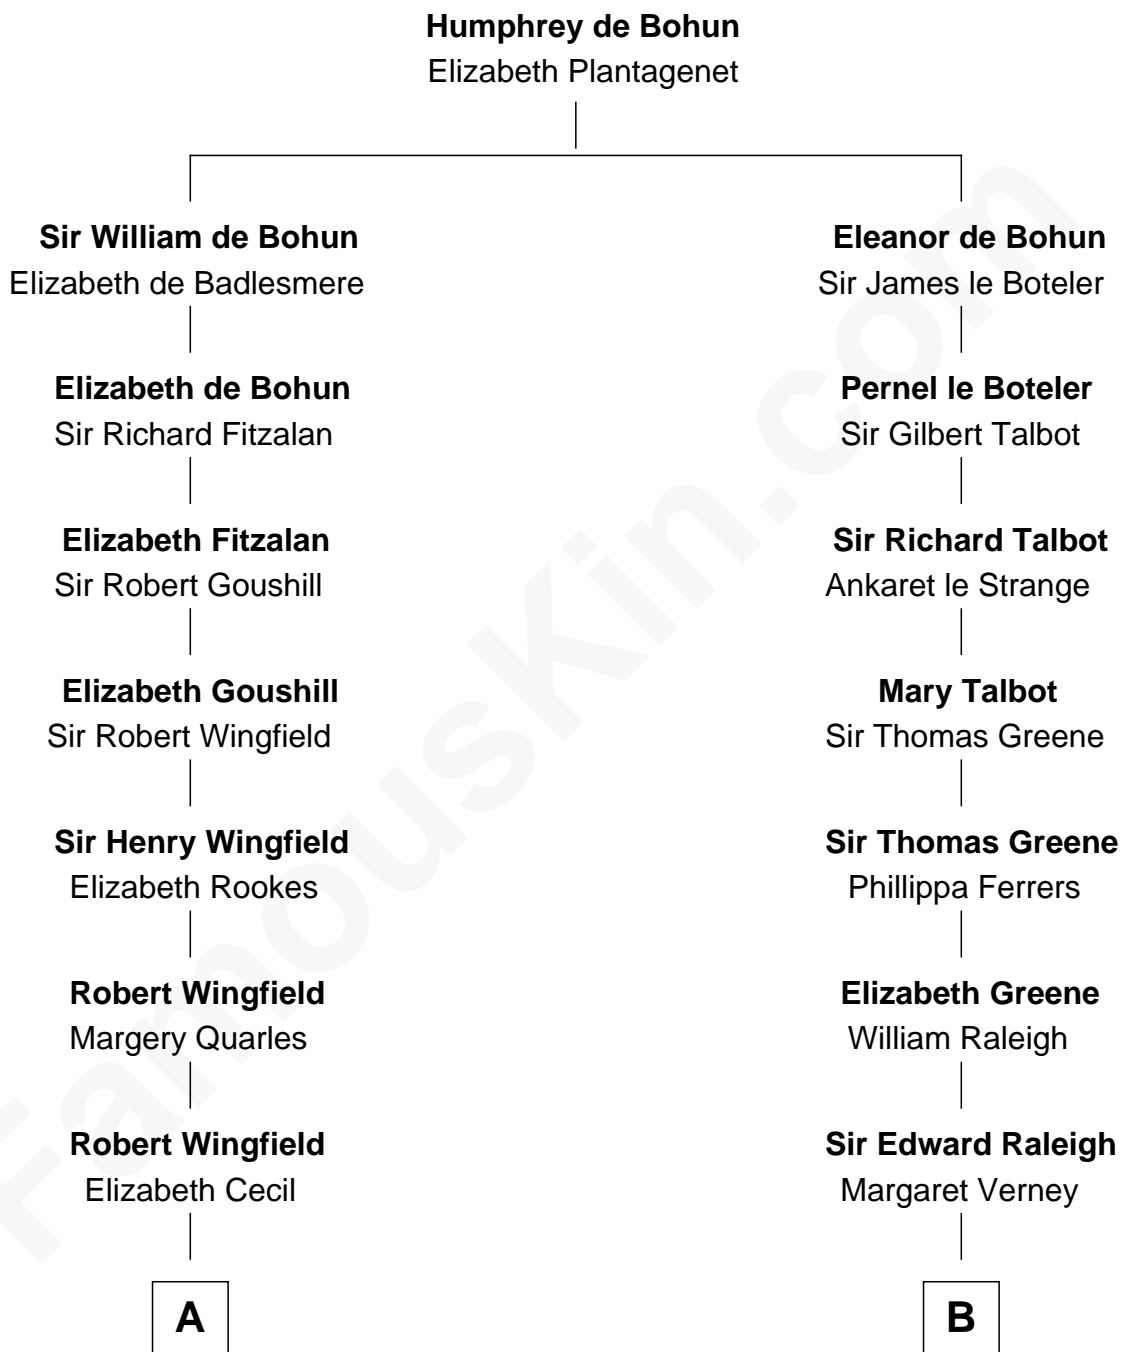 Humphrey de Bohun
Elizabeth Plantagenet
Sir William de Bohun
Elizabeth de Badlesmere
Eleanor de Bohun
Sir James le Boteler
Elizabeth de Bohun
Sir Richard Fitzalan
Pernel le Boteler
Sir Gilbert Talbot
Elizabeth Fitzalan
Sir Robert Goushill
Sir Richard Talbot
Ankaret le Strange
Elizabeth Goushill
Sir Robert Wingfield
Mary Talbot
Sir Thomas Greene
Sir Henry Wingfield
Elizabeth Rookes
Sir Thomas Greene
Phillippa Ferrers
Robert Wingfield
Margery Quarles
Elizabeth Greene
William Raleigh
Robert Wingfield
Elizabeth Cecil
Sir Edward Raleigh
Margaret Verney
A
B
FamousKin.com